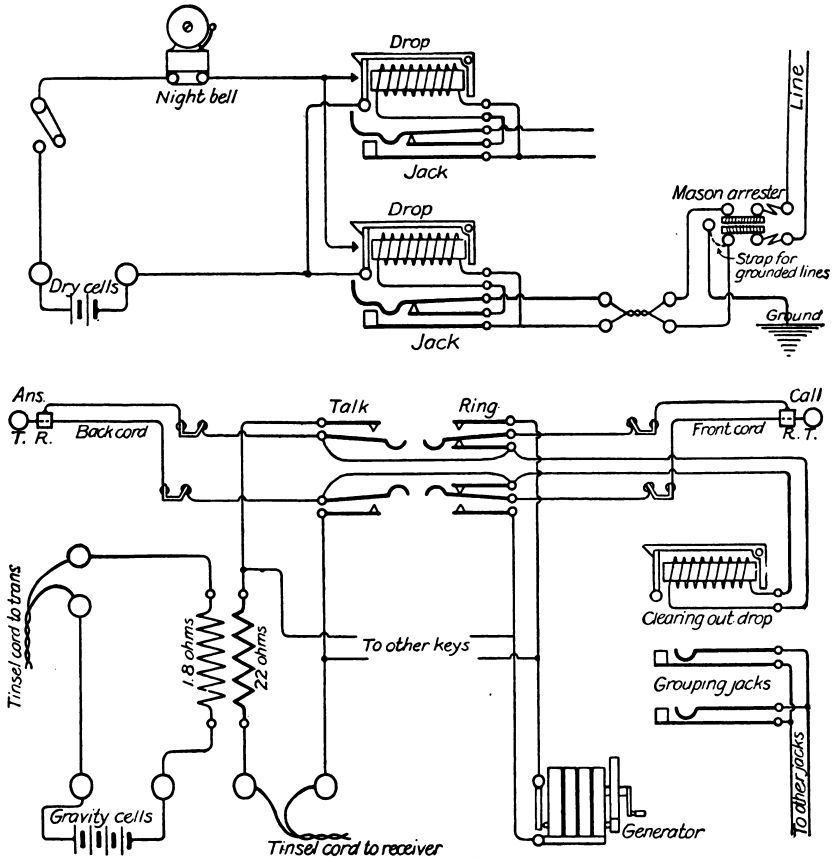 Drop
Night bell
Line
Jack
Mason arrester
Drop
Strap for
grounded lines
Dry cells
Ground
Jack
Ans.
Talk
Ring
Call
T. R.
Back cord
Front cord
R. T.
Tinsel cord to trans
1.8 ohms
22 ohms
Clearing out drop
To other keys
Grouping jacks
To other jacks
Gravity cells
Generator
Tinsel cord to receiver